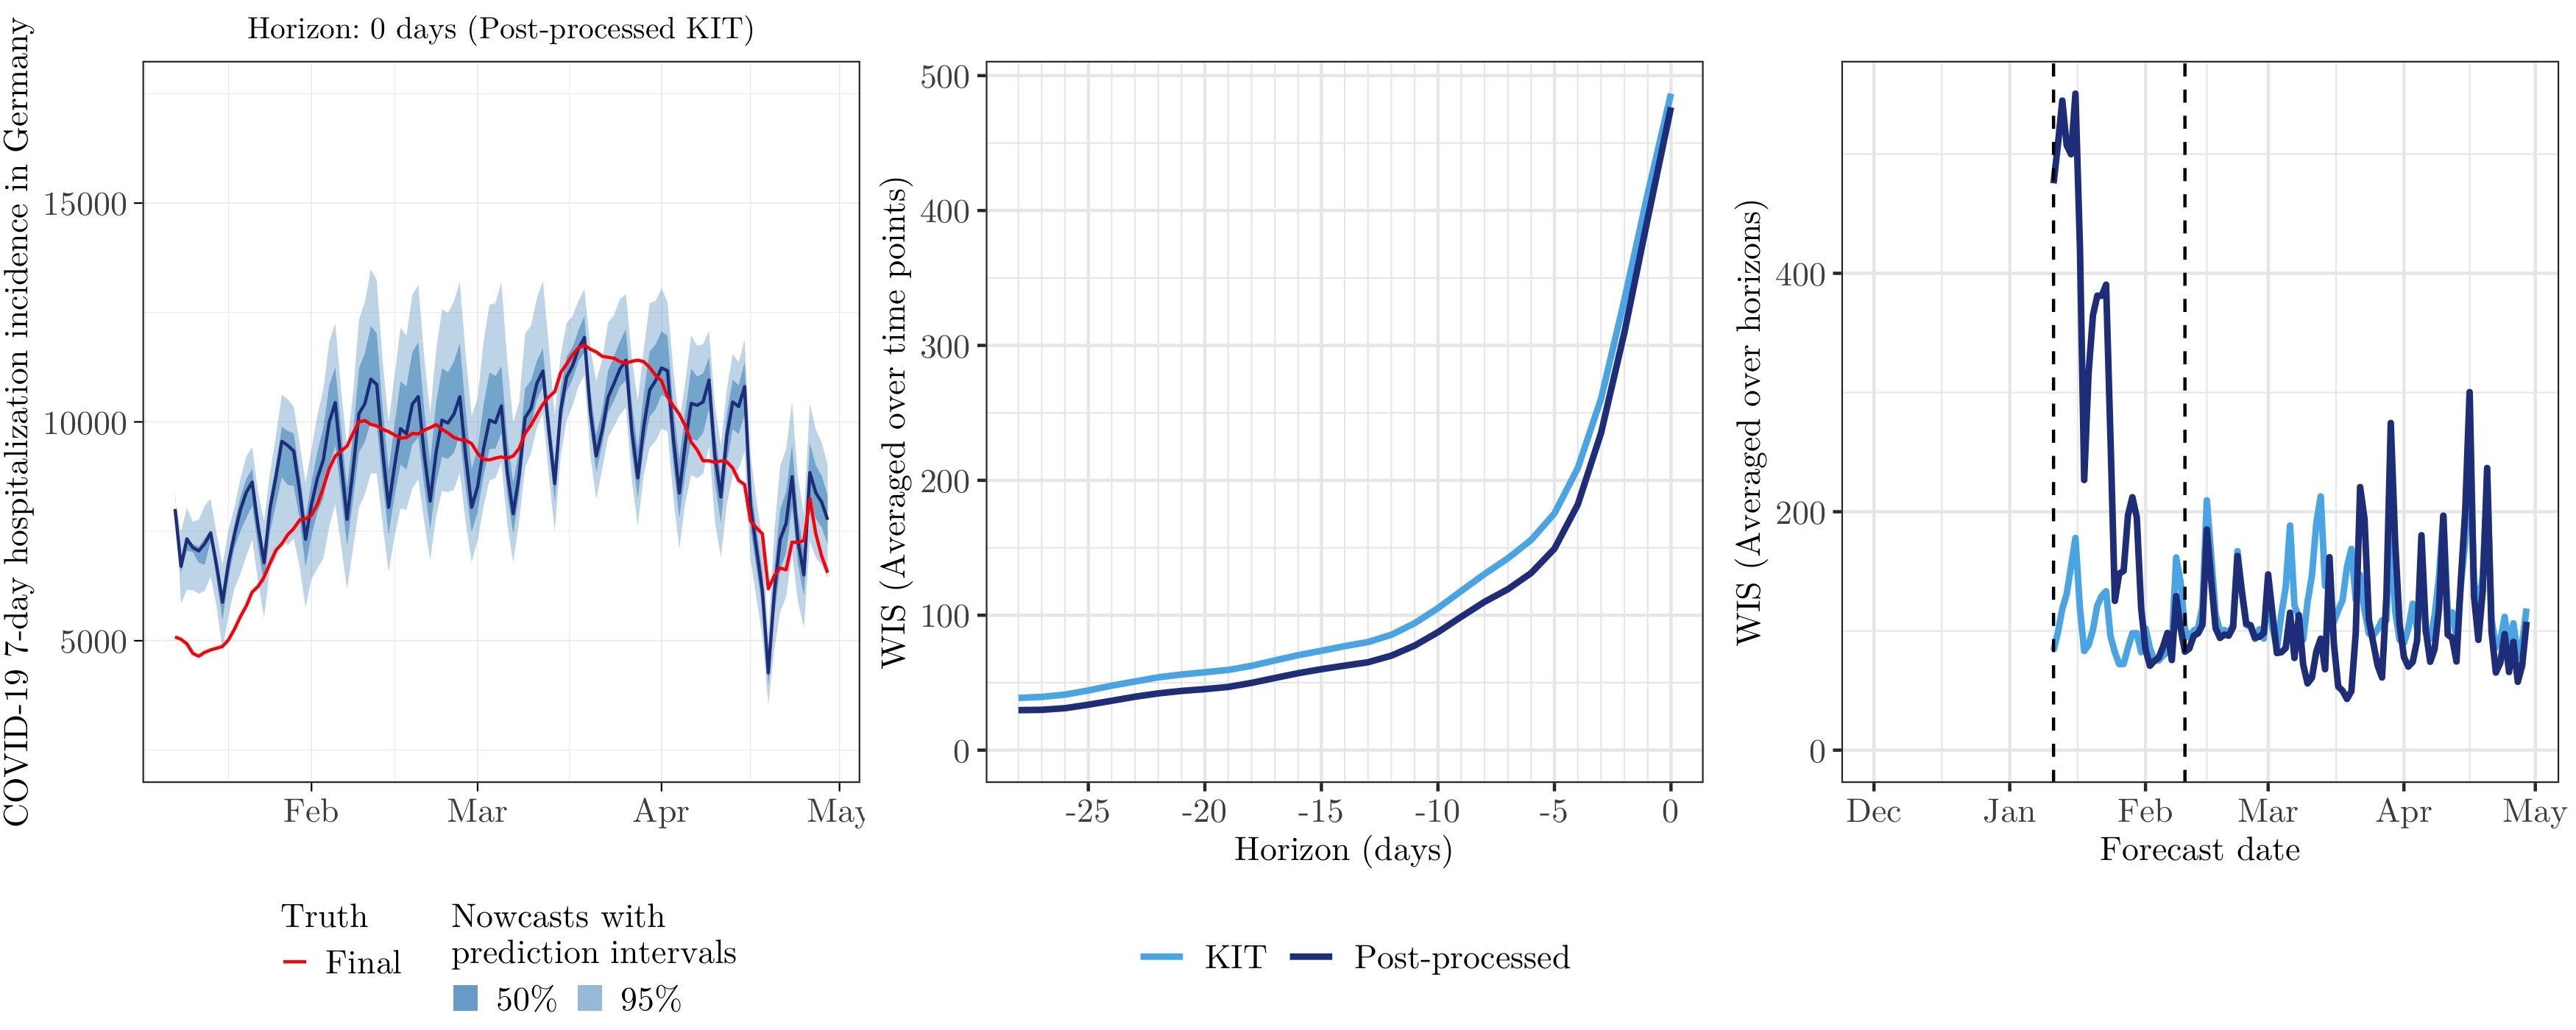 Horizon: 0 days (Post-processed KIT)
COVID-19 7-day hospitalization incidence in Germany
15000
10000
5000
Feb Mar Apr May
Truth
Final
Nowcasts with
prediction intervals
50% 95%
WIS (Averaged over time points)
500
400
300
200
100
0
-25 -20 -15 -10 -5 0
Horizon (days)
KIT Post-processed
WIS (Averaged over horizons)
400
200
0
Dec Jan Feb Mar Apr May
Forecast date